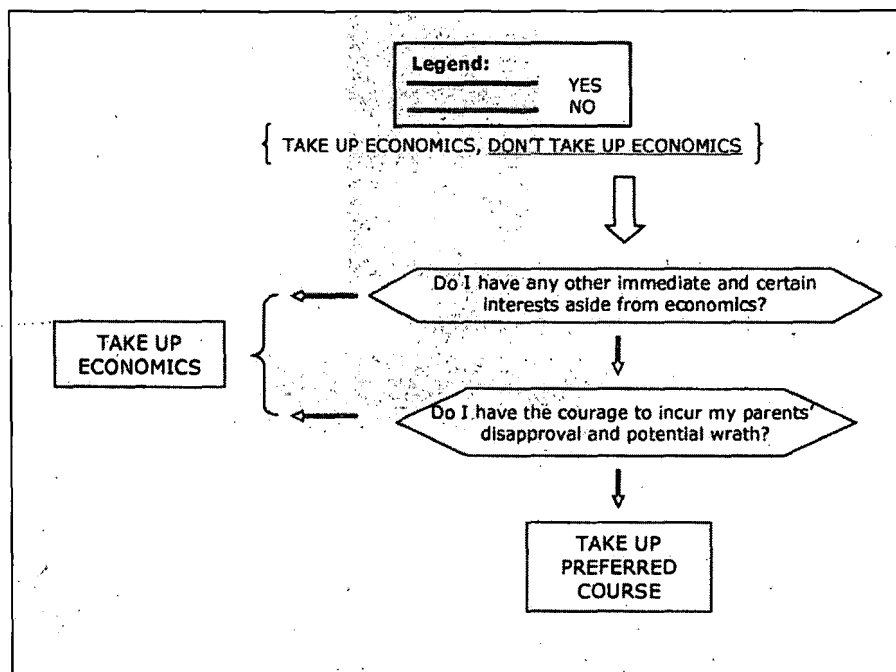 Legend:
YES
NO
{ TAKE UP ECONOMICS, DON'T TAKE UP ECONOMICS }
Do I have any other immediate and certain
interests aside from economics?
TAKE UP
ECONOMICS
Do I have the courage to incur my parents'
disapproval and potential wrath?
TAKE UP
PREFERRED
COURSE